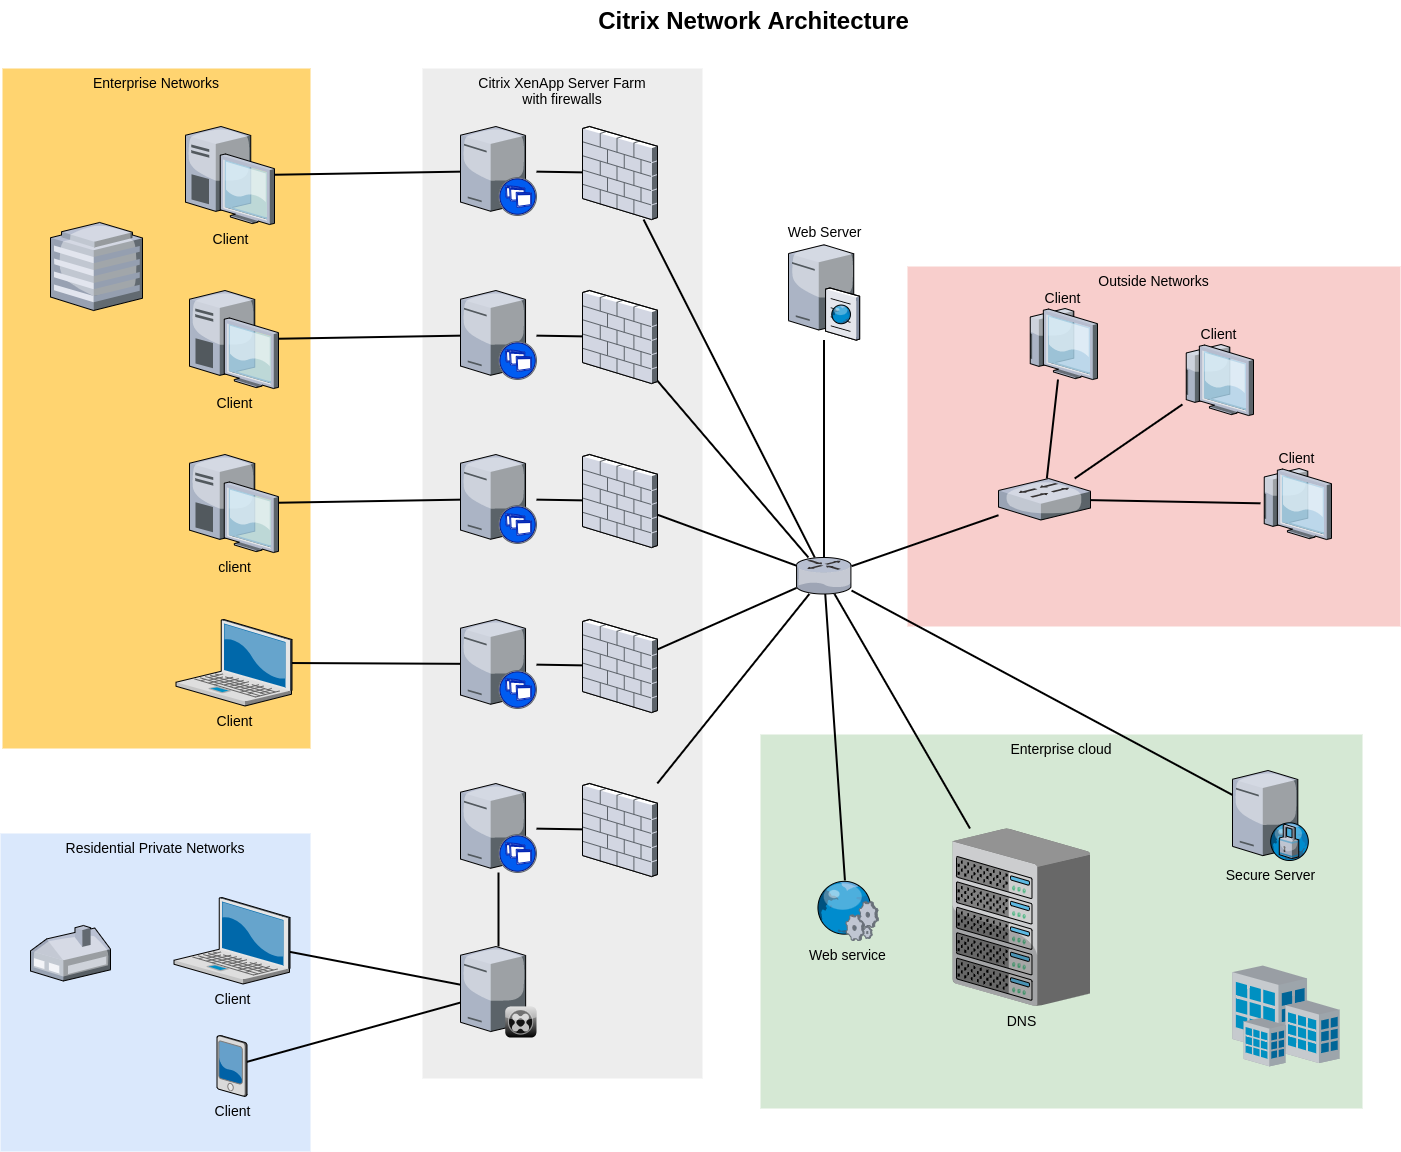 Citrix Network Architecture
Enterprise Networks
Client
Client
client
Client
Residential Private Networks
Client
Client
Citrix XenApp Server Farm
with firewalls
Web Server
Outside Networks
Client
Client
Client
Enterprise cloud
Web service
DNS
Secure Server